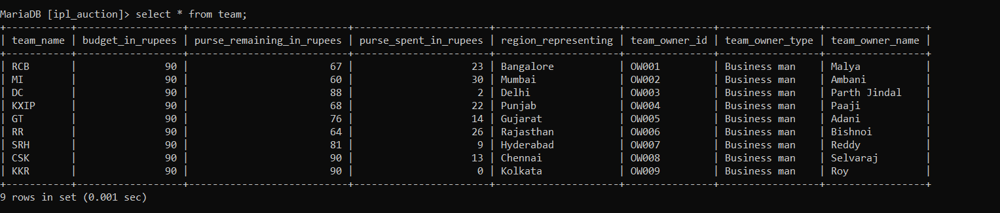 MariaDB [ipl_auction]> select * from team;
+-----------+------------------+---------------------------+-----------------------+---------------------+---------------+-----------------+-----------------+
| team_name | budget_in_rupees | purse_remaining_in_rupees | purse_spent_in_rupees | region_representing | team_owner_id | team_owner_type | team_owner_name |
+-----------+------------------+---------------------------+-----------------------+---------------------+---------------+-----------------+-----------------+
| RCB       |               90 |                        67 |                    23 | Bangalore           | OW001         | Business man    | Malya           |
| MI        |               90 |                        60 |                    30 | Mumbai              | OW002         | Business man    | Ambani          |
| DC        |               90 |                        88 |                     2 | Delhi               | OW003         | Business man    | Parth Jindal    |
| KXIP      |               90 |                        68 |                    22 | Punjab              | OW004         | Business man    | Paaji           |
| GT        |               90 |                        76 |                    14 | Gujarat             | OW005         | Business man    | Adani           |
| RR        |               90 |                        64 |                    26 | Rajasthan           | OW006         | Business man    | Bishnoi         |
| SRH       |               90 |                        81 |                     9 | Hyderabad           | OW007         | Business man    | Reddy           |
| CSK       |               90 |                        90 |                    13 | Chennai             | OW008         | Business man    | Selvaraj        |
| KKR       |               90 |                        90 |                     0 | Kolkata             | OW009         | Business man    | Roy             |
+-----------+------------------+---------------------------+-----------------------+---------------------+---------------+-----------------+-----------------+
9 rows in set (0.001 sec)